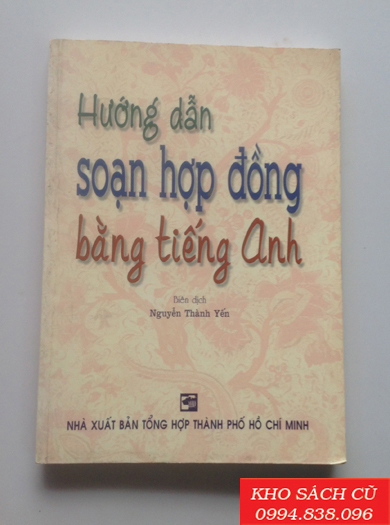 Hướng dẫn
soạn hợp đồng
bằng tiếng Anh
Biên dịch
Nguyễn Thành Yến
NHÀ XUẤT BẢN TỔNG HỢP THÀNH PHỐ HỒ CHÍ MINH
KHO SÁCH CŨ
0994.838.096